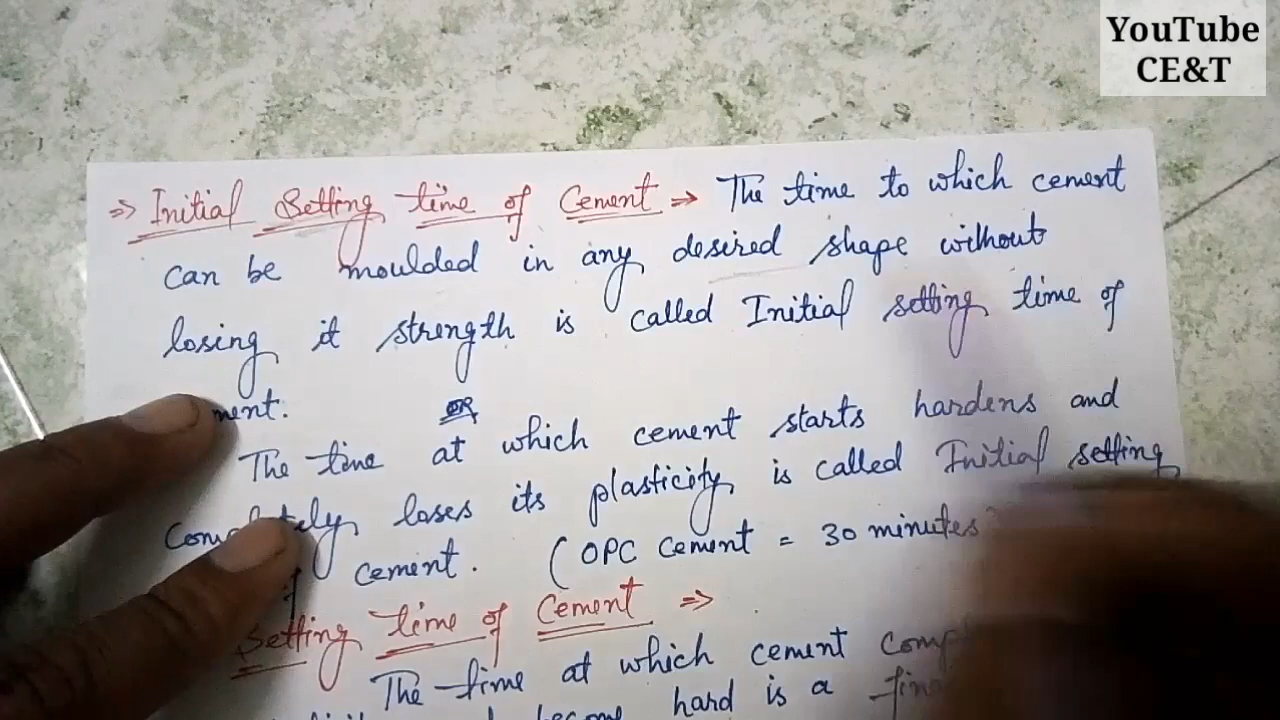 YouTube
CE&T
⇒ Initial Setting time of Cement → The time to which cement
can be moulded in any desired shape without
losing it strength is called Initial setting time of
ment.
OR
The time at which cement starts hardens and
loses its plasticity is called Initial setting
cement. (OPC Cement = 30 minutes
Setting time of Cement ⇒
The time at which cement
hard is a